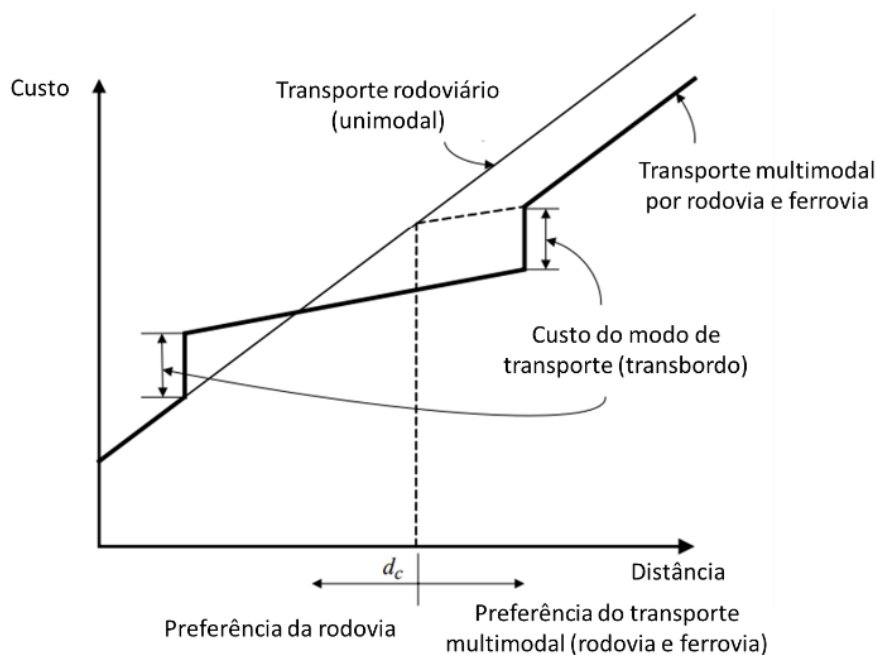 Custo
Transporte rodoviário
(unimodal)
Transporte multimodal
por rodovia e ferrovia
Custo do modo de
transporte (transbordo)
d_c
Distância
Preferência da rodovia
Preferência do transporte
multimodal (rodovia e ferrovia)